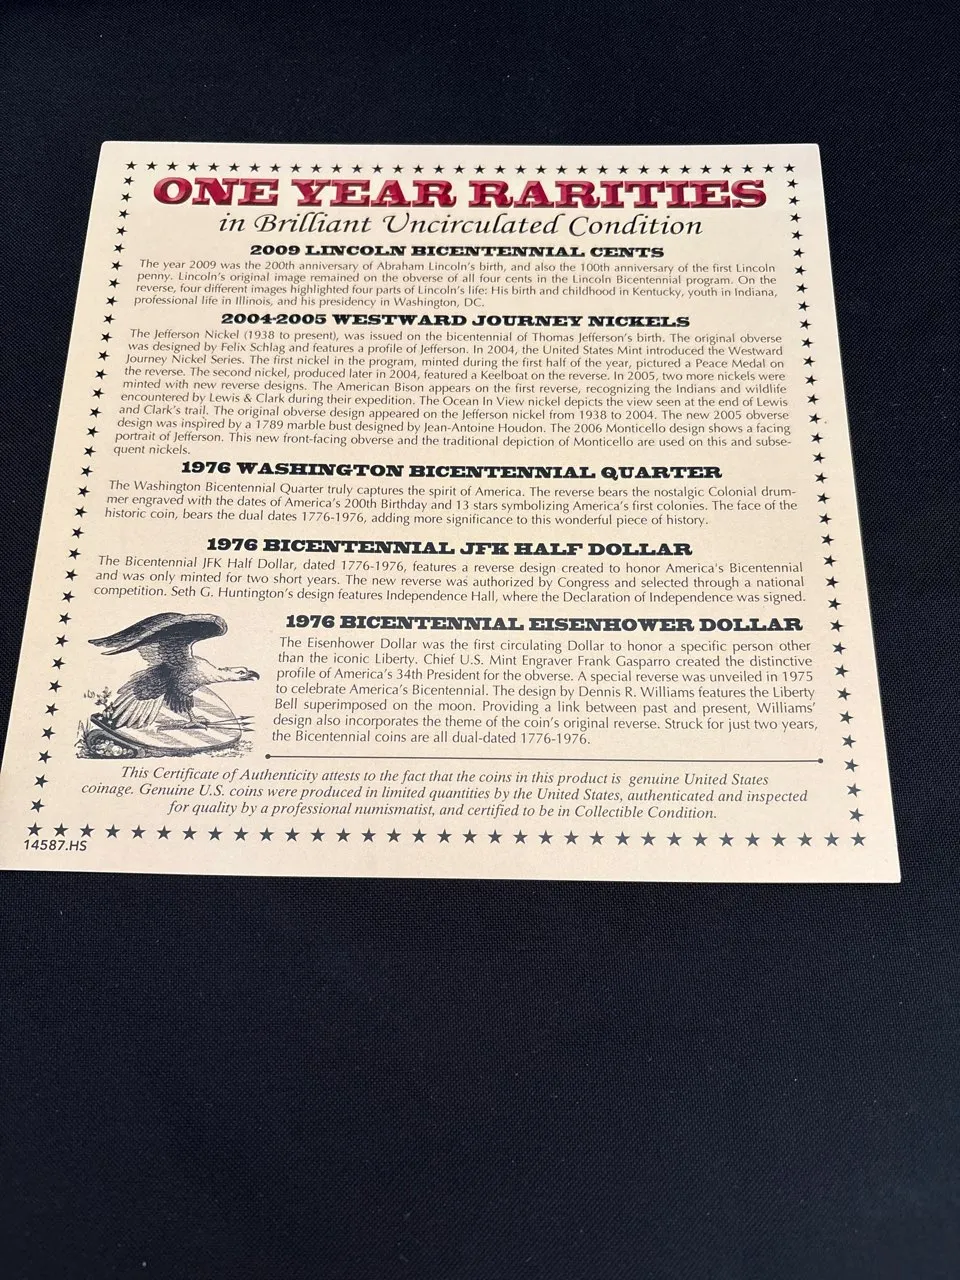 ONE YEAR RARITIES
in Brilliant Uncirculated Condition
2009 LINCOLN BICENTENNIAL CENTS
The year 2009 was the 200th anniversary of Abraham Lincoln's birth, and also the 100th anniversary of the first Lincoln
penny. Lincoln's original image remained on the obverse of all four cents in the Lincoln Bicentennial program. On the
reverse, four different images highlighted four parts of Lincoln's life: His birth and childhood in Kentucky, youth in Indiana,
professional life in Illinois, and his presidency in Washington, DC.
2004-2005 WESTWARD JOURNEY NICKELS
The Jefferson Nickel (1938 to present), was issued on the bicentennial of Thomas Jefferson's birth. The original obverse
was designed by Felix Schlag and features a profile of Jefferson. In 2004, the United States Mint introduced the Westward
Journey Nickel Series. The first nickel in the program, minted during the first half of the year, pictured a Peace Medal on
the reverse. The second nickel, produced later in 2004, featured a Keelboat on the reverse. In 2005, two more nickels were
minted with new reverse designs. The American Bison appears on the first reverse, recognizing the Indians and wildlife
encountered by Lewis & Clark during their expedition. The Ocean In View nickel depicts the view seen at the end of Lewis
and Clark's trail. The original obverse design appeared on the Jefferson nickel from 1938 to 2004. The new 2005 obverse
design was inspired by a 1789 marble bust designed by Jean-Antoine Houdon. The 2006 Monticello design shows a facing
portrait of Jefferson. This new front-facing obverse and the traditional depiction of Monticello are used on this and subse-
quent nickels.
1976 WASHINGTON BICENTENNIAL QUARTER
The Washington Bicentennial Quarter truly captures the spirit of America. The reverse bears the nostalgic Colonial drum-
mer engraved with the dates of America's 200th Birthday and 13 stars symbolizing America's first colonies. The face of the
historic coin, bears the dual dates 1776-1976, adding more significance to this wonderful piece of history.
1976 BICENTENNIAL JFK HALF DOLLAR
The Bicentennial JFK Half Dollar, dated 1776-1976, features a reverse design created to honor America's Bicentennial
and was only minted for two short years. The new reverse was authorized by Congress and selected through a national
competition. Seth G. Huntington's design features Independence Hall, where the Declaration of Independence was signed.
1976 BICENTENNIAL EISENHOWER DOLLAR
The Eisenhower Dollar was the first circulating Dollar to honor a specific person other
than the iconic Liberty. Chief U.S. Mint Engraver Frank Gasparro created the distinctive
profile of America's 34th President for the obverse. A special reverse was unveiled in 1975
to celebrate America's Bicentennial. The design by Dennis R. Williams features the Liberty
Bell superimposed on the moon. Providing a link between past and present, Williams'
design also incorporates the theme of the coin's original reverse. Struck for just two years,
the Bicentennial coins are all dual-dated 1776-1976.
This Certificate of Authenticity attests to the fact that the coins in this product is genuine United States
coinage. Genuine U.S. coins were produced in limited quantities by the United States, authenticated and inspected
for quality by a professional numismatist, and certified to be in Collectible Condition.
14587.HS